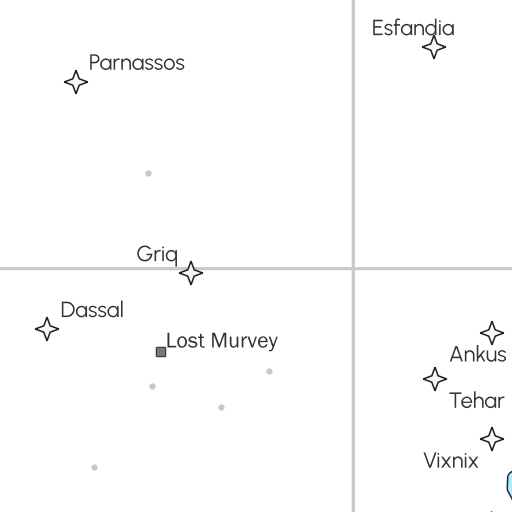 Esfandia
Parnassos
Griq
Dassal
Lost Murvey
Ankus
Tehar
Vixnix